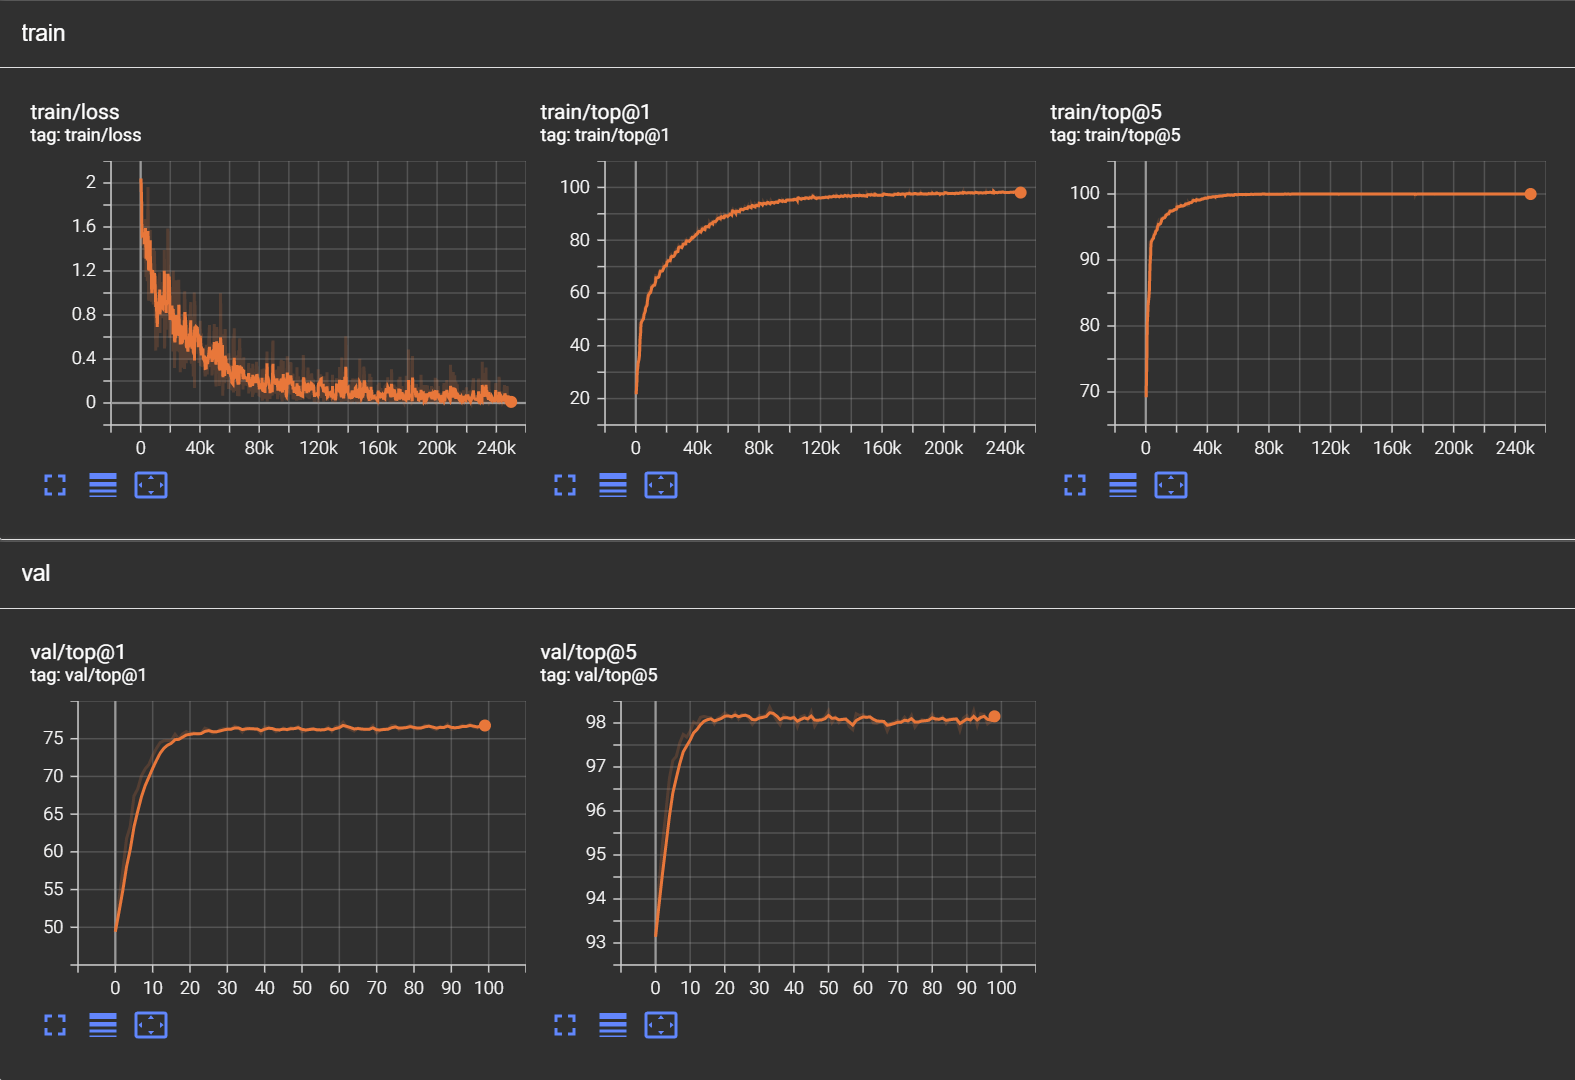 train
train/loss
tag: train/loss
2
1.6
1.2
0.8
0.4
0
0 40k 80k 120k 160k 200k 240k
train/top@1
tag: train/top@1
100
80
60
40
20
0 40k 80k 120k 160k 200k 240k
train/top@5
tag: train/top@5
100
90
80
70
0 40k 80k 120k 160k 200k 240k
val
val/top@1
tag: val/top@1
75
70
65
60
55
50
0 10 20 30 40 50 60 70 80 90 100
val/top@5
tag: val/top@5
98
97
96
95
94
93
0 10 20 30 40 50 60 70 80 90 100